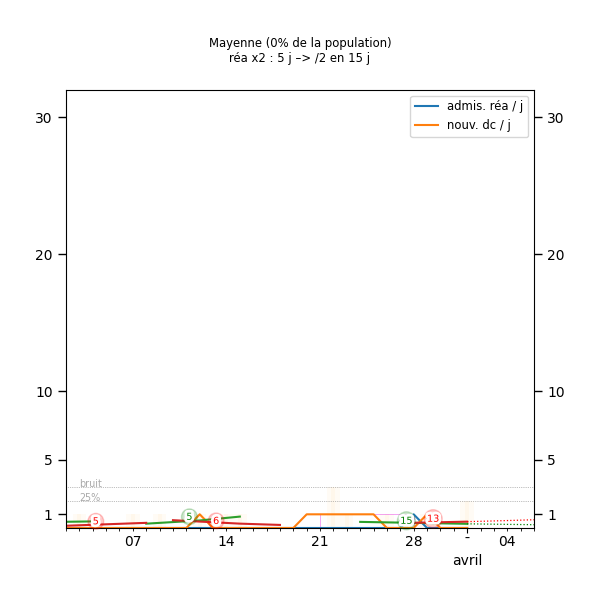 Mayenne (0% de la population)
réa x2 : 5 j –> /2 en 15 j
admis. réa / j
nouv. dc / j
30 30
20 20
10 10
5 5
bruit
25%
1 1
5 5 6 15 13
07 14 21 28 - 04
avril